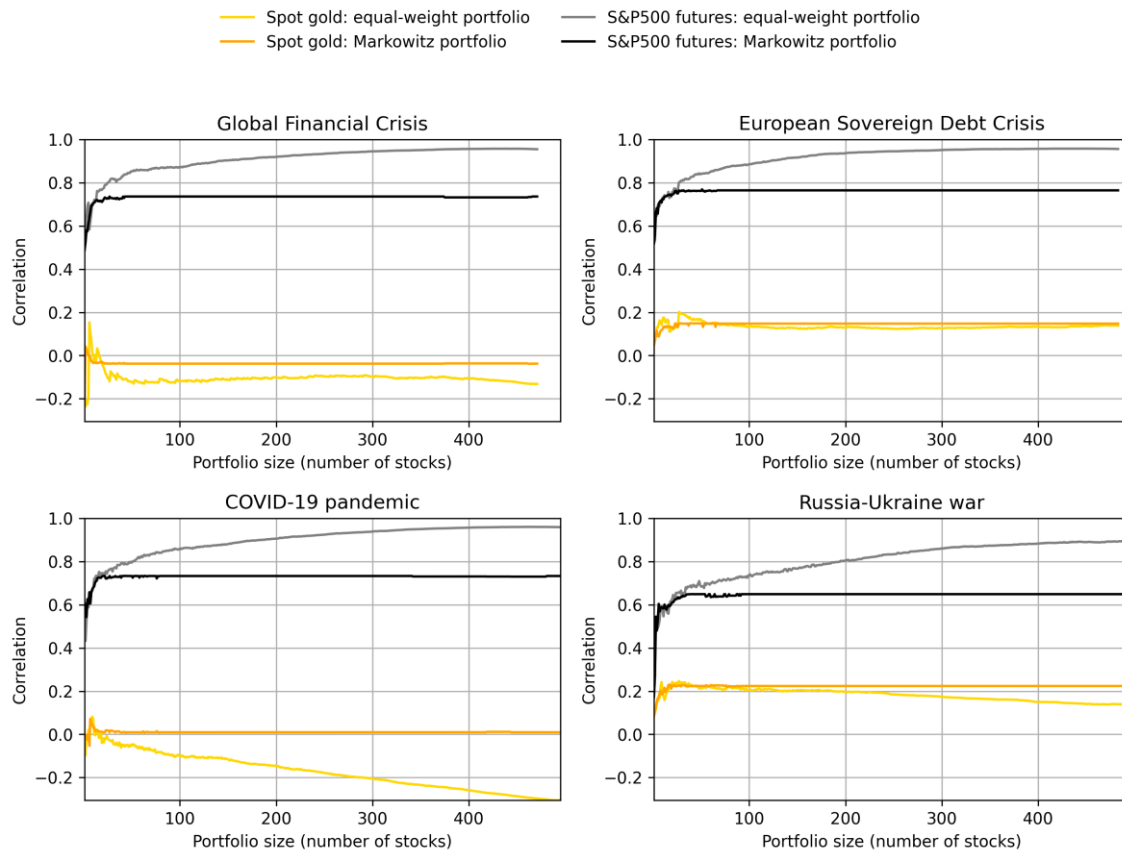 Spot gold: equal-weight portfolio
Spot gold: Markowitz portfolio
S&P500 futures: equal-weight portfolio
S&P500 futures: Markowitz portfolio
Global Financial Crisis
1.0
0.8
0.6
0.4
0.2
0.0
−0.2
Correlation
100 200 300 400
Portfolio size (number of stocks)
European Sovereign Debt Crisis
1.0
0.8
0.6
0.4
0.2
0.0
−0.2
Correlation
100 200 300 400
Portfolio size (number of stocks)
COVID-19 pandemic
1.0
0.8
0.6
0.4
0.2
0.0
−0.2
Correlation
100 200 300 400
Portfolio size (number of stocks)
Russia-Ukraine war
1.0
0.8
0.6
0.4
0.2
0.0
−0.2
Correlation
100 200 300 400
Portfolio size (number of stocks)